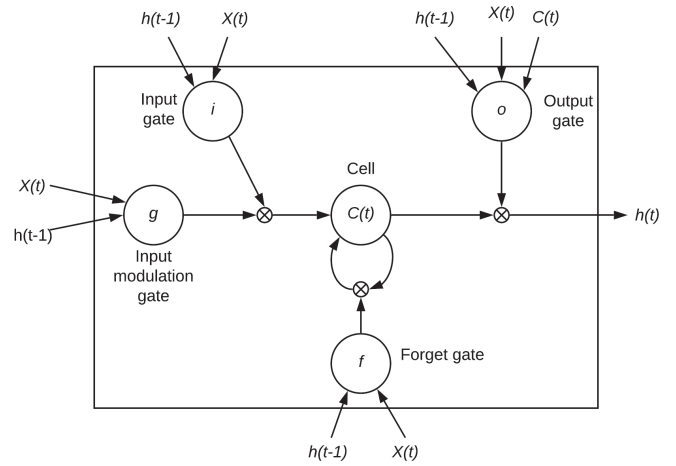 h(t-1) X(t)
h(t-1) X(t) C(t)
Input
gate
i
o
Output
gate
X(t)
h(t-1)
g
Input
modulation
gate
Cell
C(t)
h(t)
f
Forget gate
h(t-1) X(t)